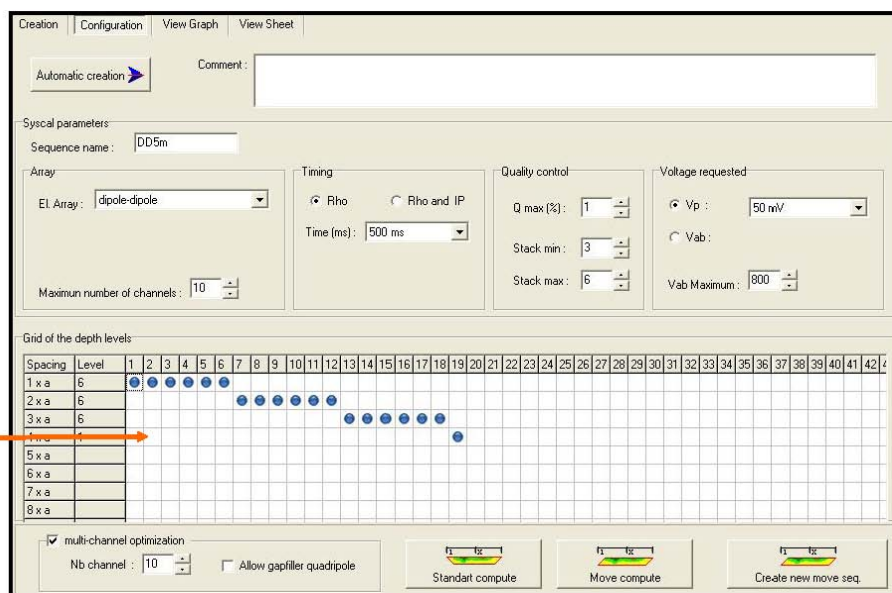 Creation Configuration View Graph View Sheet
Automatic creation
Comment :
Syscal parameters
Sequence name : DD5m
Array
El. Array : dipole-dipole
Maximun number of channels : 10
Timing
Rho Rho and IP
Time (ms) : 500 ms
Quality control
Q max (%) : 1
Stack min : 3
Stack max : 6
Voltage requested
Vp : 50 mV
Vab :
Vab Maximum : 800
Grid of the depth levels
Spacing Level 1 2 3 4 5 6 7 8 9 10 11 12 13 14 15 16 17 18 19 20 21 22 23 24 25 26 27 28 29 30 31 32 33 34 35 36 37 38 39 40 41 42
1 x a 6
2 x a 6
3 x a 6
5 x a
6 x a
7 x a
8 x a
multi-channel optimization
Nb channel : 10 Allow gapfiller quadripole
Standart compute
Move compute
Create new move seq.